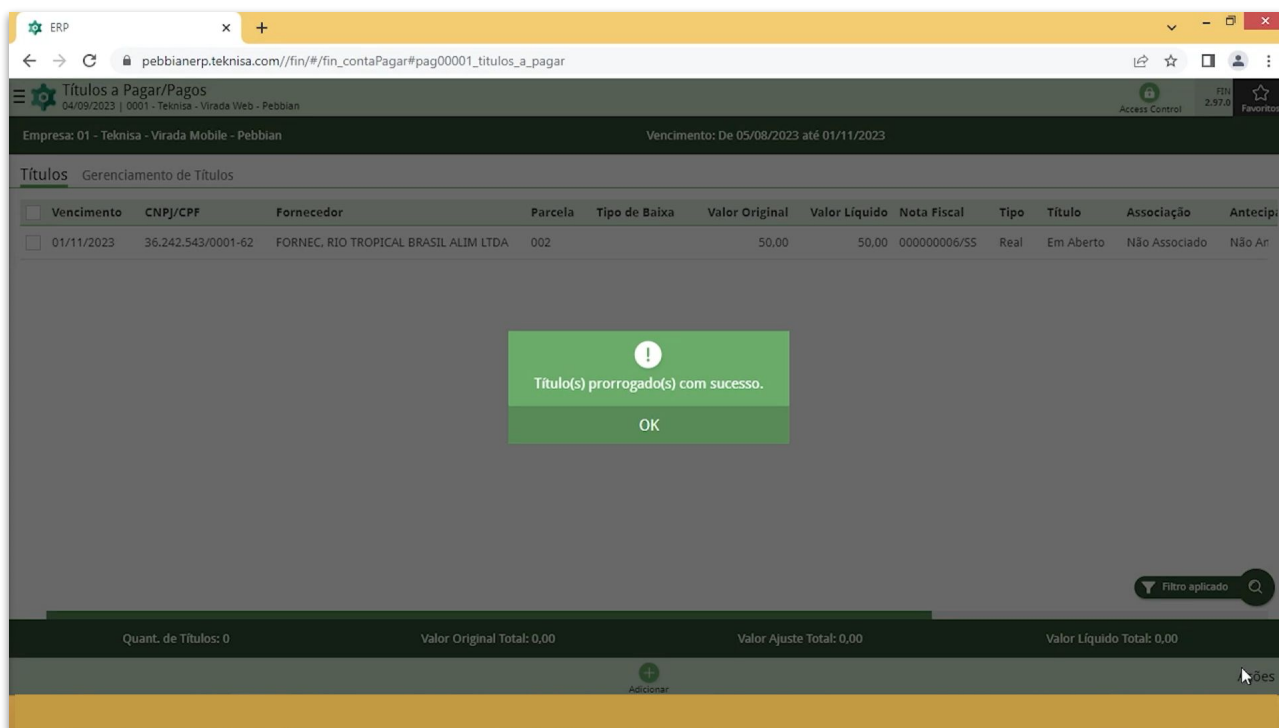 ERP
pebbianerp.teknisa.com//fin/#/fin_contaPagar#pag00001_titulos_a_pagar
Títulos a Pagar/Pagos
04/09/2023 | 0001 - Teknisa - Virada Web - Pebbian
Access Control
FIN
2.97.0
Favoritos
Empresa: 01 - Teknisa - Virada Mobile - Pebbian Vencimento: De 05/08/2023 até 01/11/2023
Títulos Gerenciamento de Títulos
Vencimento CNPJ/CPF Fornecedor Parcela Tipo de Baixa Valor Original Valor Líquido Nota Fiscal Tipo Título Associação Antecip
01/11/2023 36.242.543/0001-62 FORNEC, RIO TROPICAL BRASIL ALIM LTDA 002 50,00 50,00 000000006/SS Real Em Aberto Não Associado Não An
Título(s) prorrogado(s) com sucesso.
OK
Filtro aplicado
Quant. de Títulos: 0 Valor Original Total: 0,00 Valor Ajuste Total: 0,00 Valor Líquido Total: 0,00
Adicionar
Ações